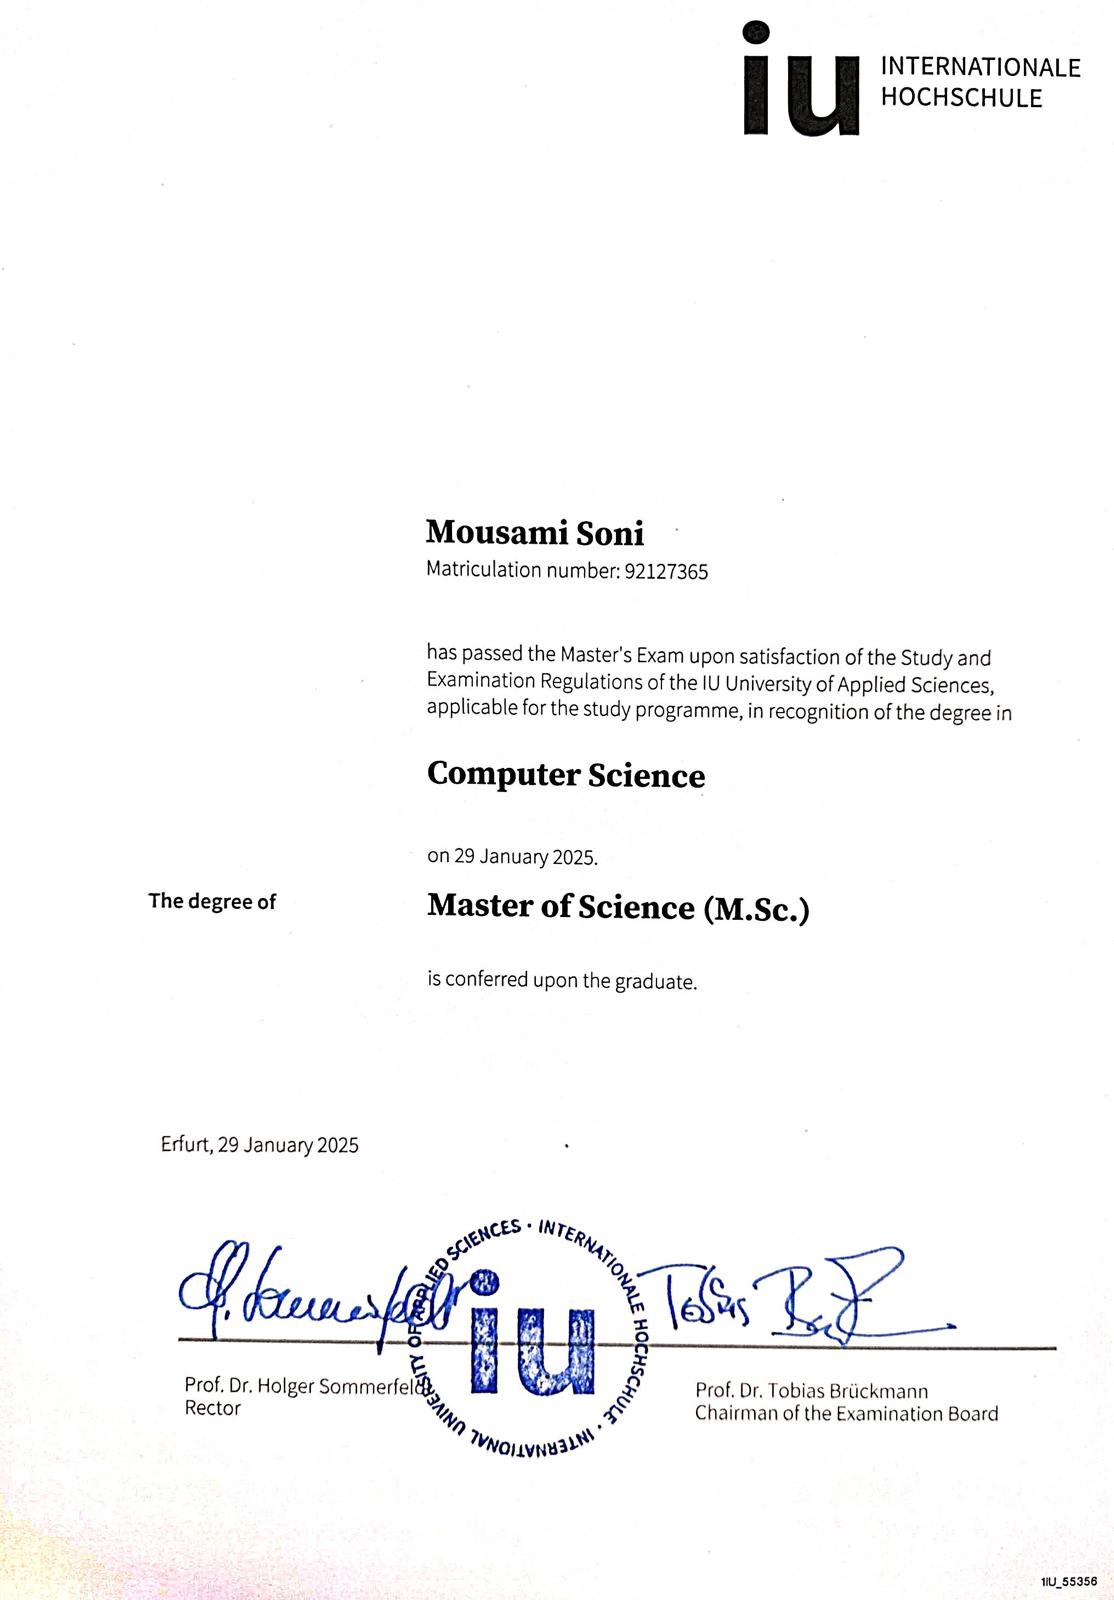 iu INTERNATIONALE
HOCHSCHULE
Mousami Soni
Matriculation number: 92127365
has passed the Master's Exam upon satisfaction of the Study and
Examination Regulations of the IU University of Applied Sciences,
applicable for the study programme, in recognition of the degree in
Computer Science
on 29 January 2025.
The degree of Master of Science (M.Sc.)
is conferred upon the graduate.
Erfurt, 29 January 2025
INTERNATIONALE HOCHSCHULE · INTERNATIONAL UNIVERSITY OF APPLIED SCIENCES ·
iu
Prof. Dr. Holger Sommerfeldt
Rector
Prof. Dr. Tobias Brückmann
Chairman of the Examination Board
1IU_55356